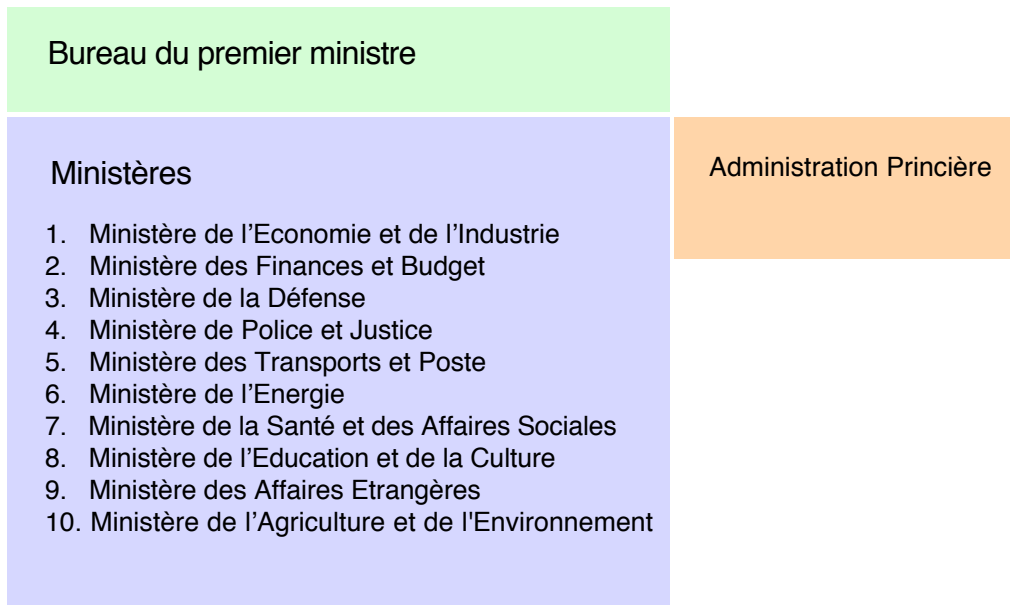 Bureau du premier ministre
Ministères
1. Ministère de l’Economie et de l’Industrie
2. Ministère des Finances et Budget
3. Ministère de la Défense
4. Ministère de Police et Justice
5. Ministère des Transports et Poste
6. Ministère de l’Energie
7. Ministère de la Santé et des Affaires Sociales
8. Ministère de l’Education et de la Culture
9. Ministère des Affaires Etrangères
10. Ministère de l’Agriculture et de l'Environnement
Administration Princière